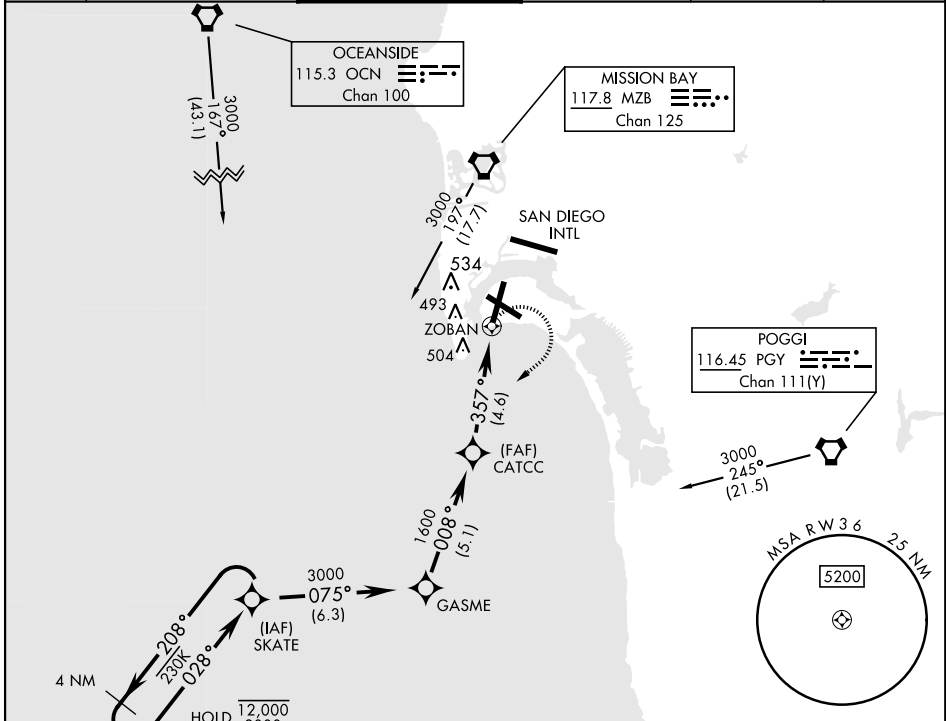 OCEANSIDE
115.3 OCN
Chan 100
3000
167°
(43.1)
MISSION BAY
117.8 MZB
Chan 125
3000
197°
(17.7)
SAN DIEGO
INTL
534
493
ZOBAN
504
POGGI
116.45 PGY
Chan 111(Y)
357°
(4.6)
(FAF)
CATCC
3000
245°
(21.5)
1600
008°
(5.1)
MSA RW36 25 NM
5200
3000
075°
(6.3)
GASME
(IAF)
SKATE
208°
230K
028°
4 NM
HOLD 12,000